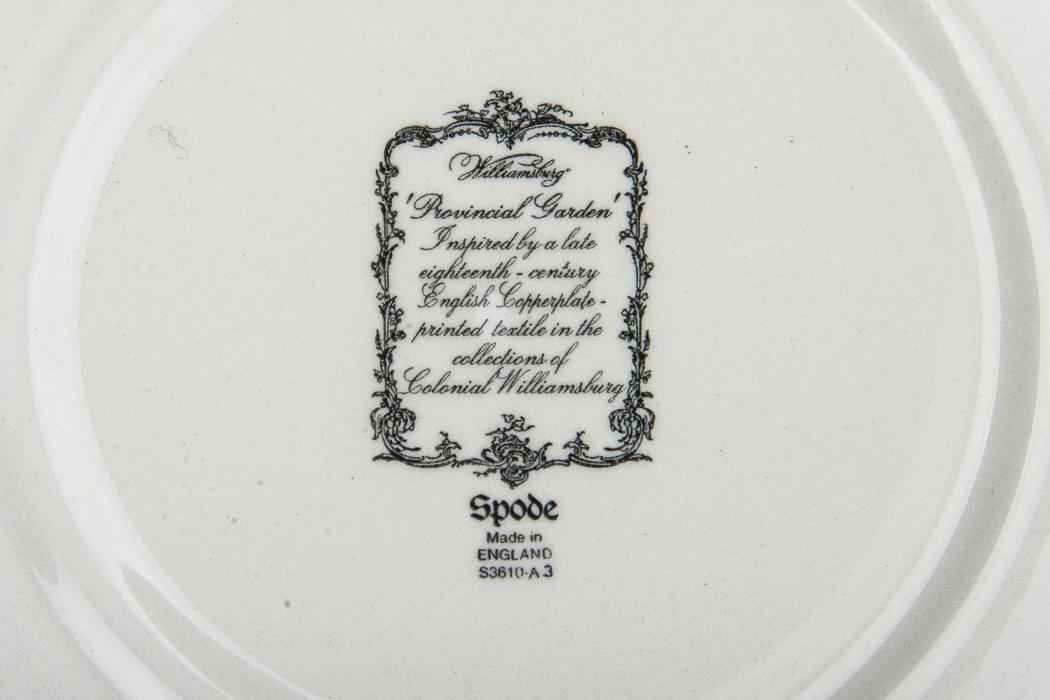 Williamsburg
'Provincial Garden'
Inspired by a late
eighteenth - century
English Copperplate -
printed textile in the
collections of
Colonial Williamsburg
Spode
Made in
ENGLAND
S3610-A3